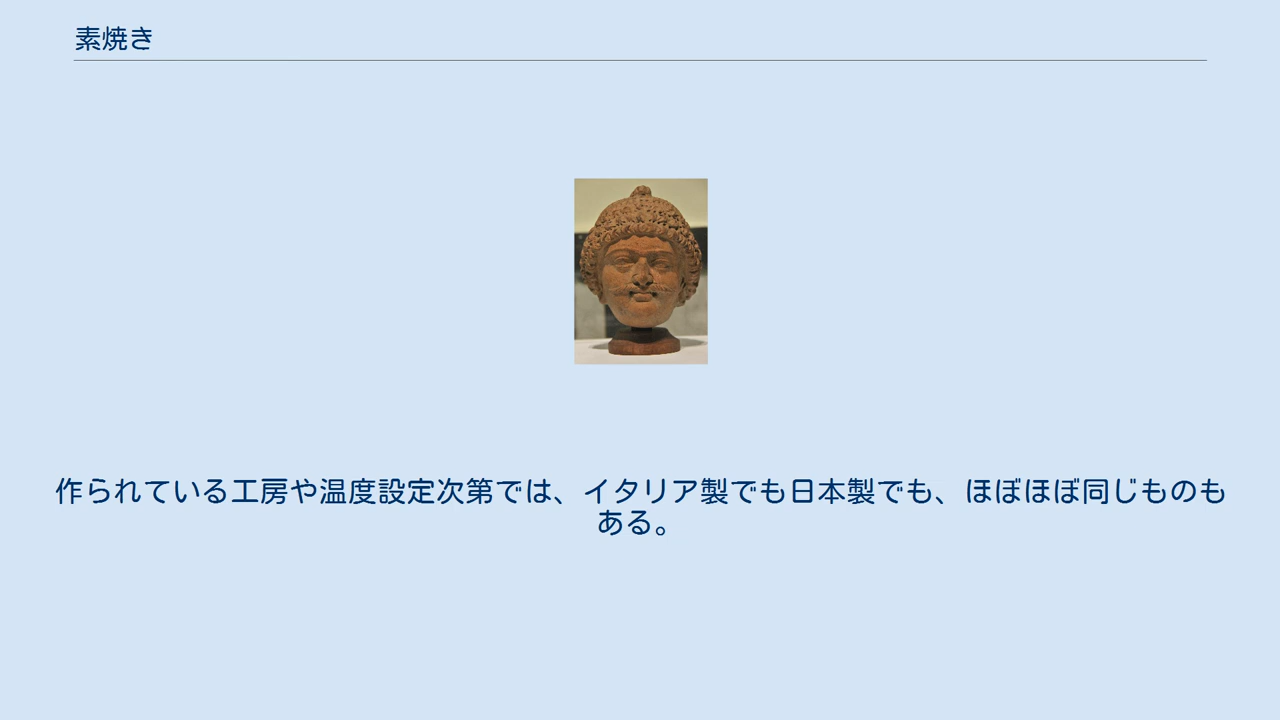 素焼き
作られている工房や温度設定次第では、イタリア製でも日本製でも、ほぼほぼ同じものも
ある。